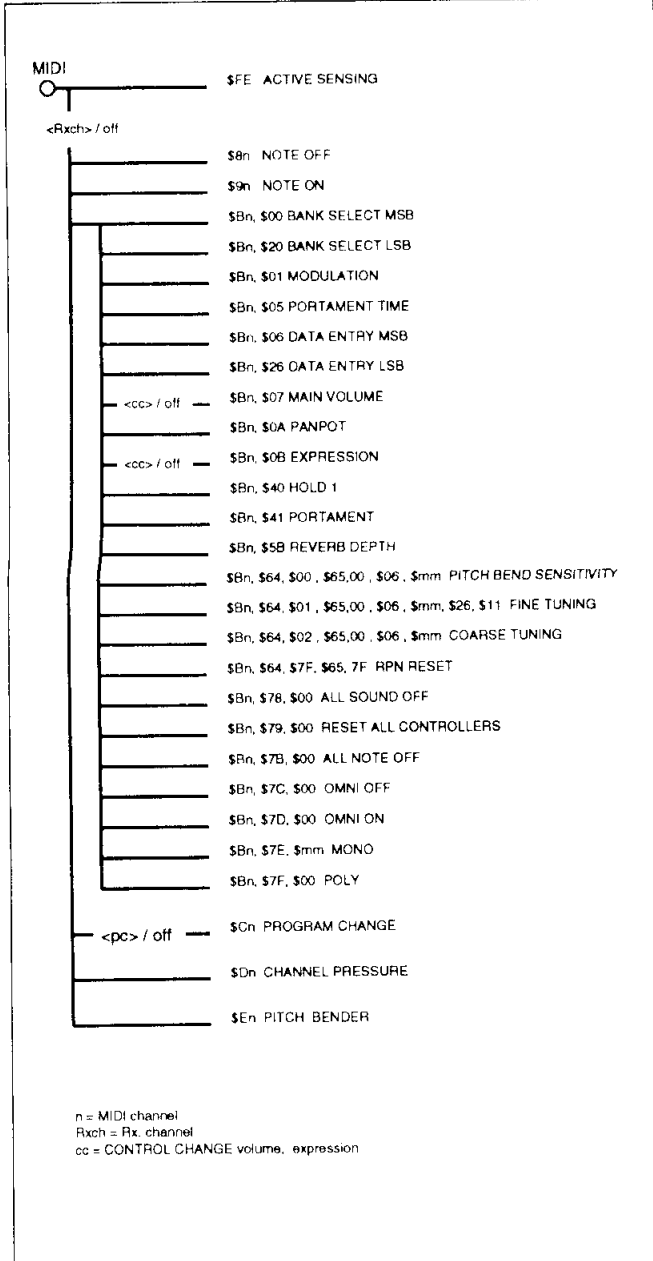 MIDI
$FE ACTIVE SENSING
<Rxch> / off
$8n NOTE OFF
$9n NOTE ON
$Bn, $00 BANK SELECT MSB
$Bn, $20 BANK SELECT LSB
$Bn, $01 MODULATION
$Bn, $05 PORTAMENT TIME
$Bn, $06 DATA ENTRY MSB
$Bn, $26 DATA ENTRY LSB
<cc> / off $Bn, $07 MAIN VOLUME
$Bn, $0A PANPOT
<cc> / off $Bn, $0B EXPRESSION
$Bn, $40 HOLD 1
$Bn, $41 PORTAMENT
$Bn, $5B REVERB DEPTH
$Bn, $64, $00 , $65,00 , $06 , $mm PITCH BEND SENSITIVITY
$Bn, $64, $01 , $65,00 , $06 , $mm, $26, $11 FINE TUNING
$Bn, $64, $02 , $65,00 , $06 , $mm COARSE TUNING
$Bn, $64, $7F, $65, 7F RPN RESET
$Bn, $78, $00 ALL SOUND OFF
$Bn, $79, $00 RESET ALL CONTROLLERS
$Bn, $7B, $00 ALL NOTE OFF
$Bn, $7C, $00 OMNI OFF
$Bn, $7D, $00 OMNI ON
$Bn, $7E, $mm MONO
$Bn, $7F, $00 POLY
<pc> / off $Cn PROGRAM CHANGE
$Dn CHANNEL PRESSURE
$En PITCH BENDER
n = MIDI channel
Rxch = Rx. channel
cc = CONTROL CHANGE volume, expression